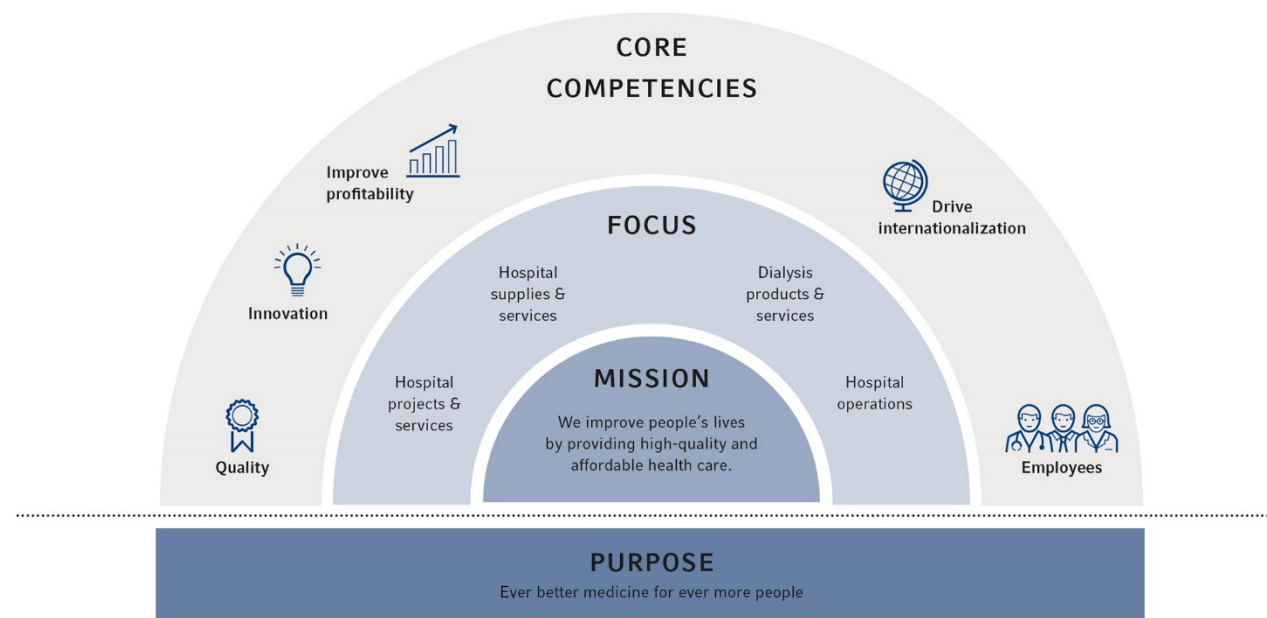 CORE
COMPETENCIES
Improve
profitability
Drive
internationalization
Innovation
Quality
Employees
FOCUS
Hospital
supplies &
services
Dialysis
products &
services
Hospital
projects &
services
Hospital
operations
MISSION
We improve people’s lives
by providing high-quality and
affordable health care.
PURPOSE
Ever better medicine for ever more people